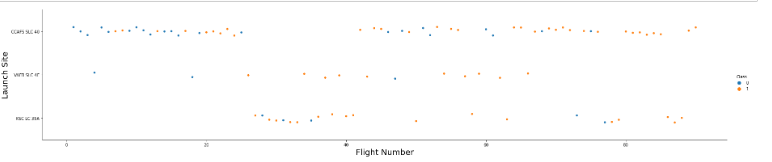 CCAFS SLC 40
VAFB SLC 4E
KSC LC 39A
Launch Site
0 20 40 60 80
Flight Number
Class
0
1